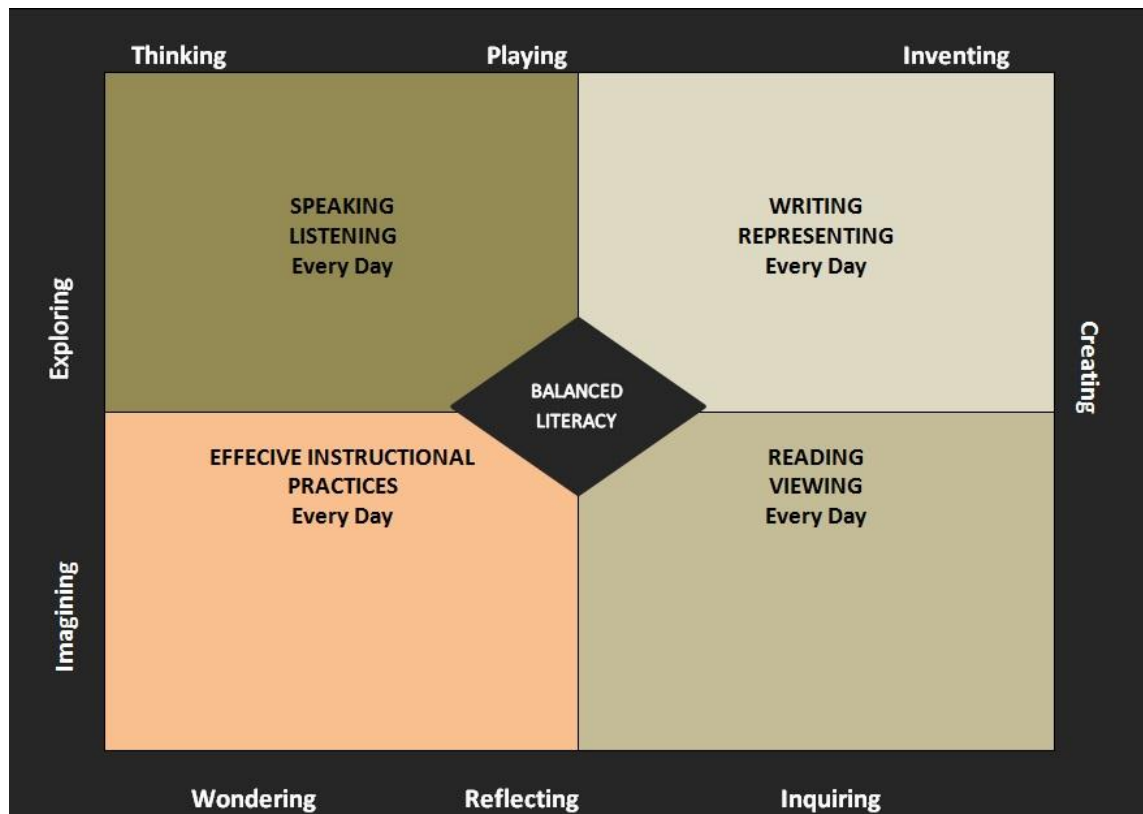 Thinking
Playing
Inventing
Exploring
Imagining
SPEAKING
LISTENING
Every Day
WRITING
REPRESENTING
Every Day
BALANCED
LITERACY
EFFECIVE INSTRUCTIONAL
PRACTICES
Every Day
READING
VIEWING
Every Day
Creating
Wondering
Reflecting
Inquiring